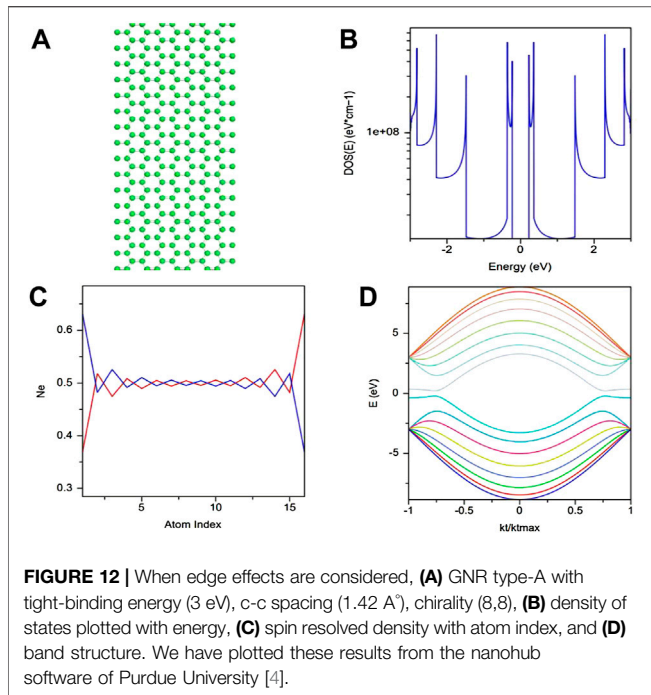 A
B
DOS(E) (eV*cm−1)
1e+08
-2
0
2
Energy (eV)
C
Ne
0.6
0.5
0.4
0.3
5
10
15
Atom Index
D
E (eV)
5
0
-5
-1
-0.5
0
0.5
1
kt/ktmax
FIGURE 12 | When edge effects are considered, (A) GNR type-A with
tight-binding energy (3 eV), c-c spacing (1.42 A°), chirality (8,8), (B) density of
states plotted with energy, (C) spin resolved density with atom index, and (D)
band structure. We have plotted these results from the nanohub
software of Purdue University [4].